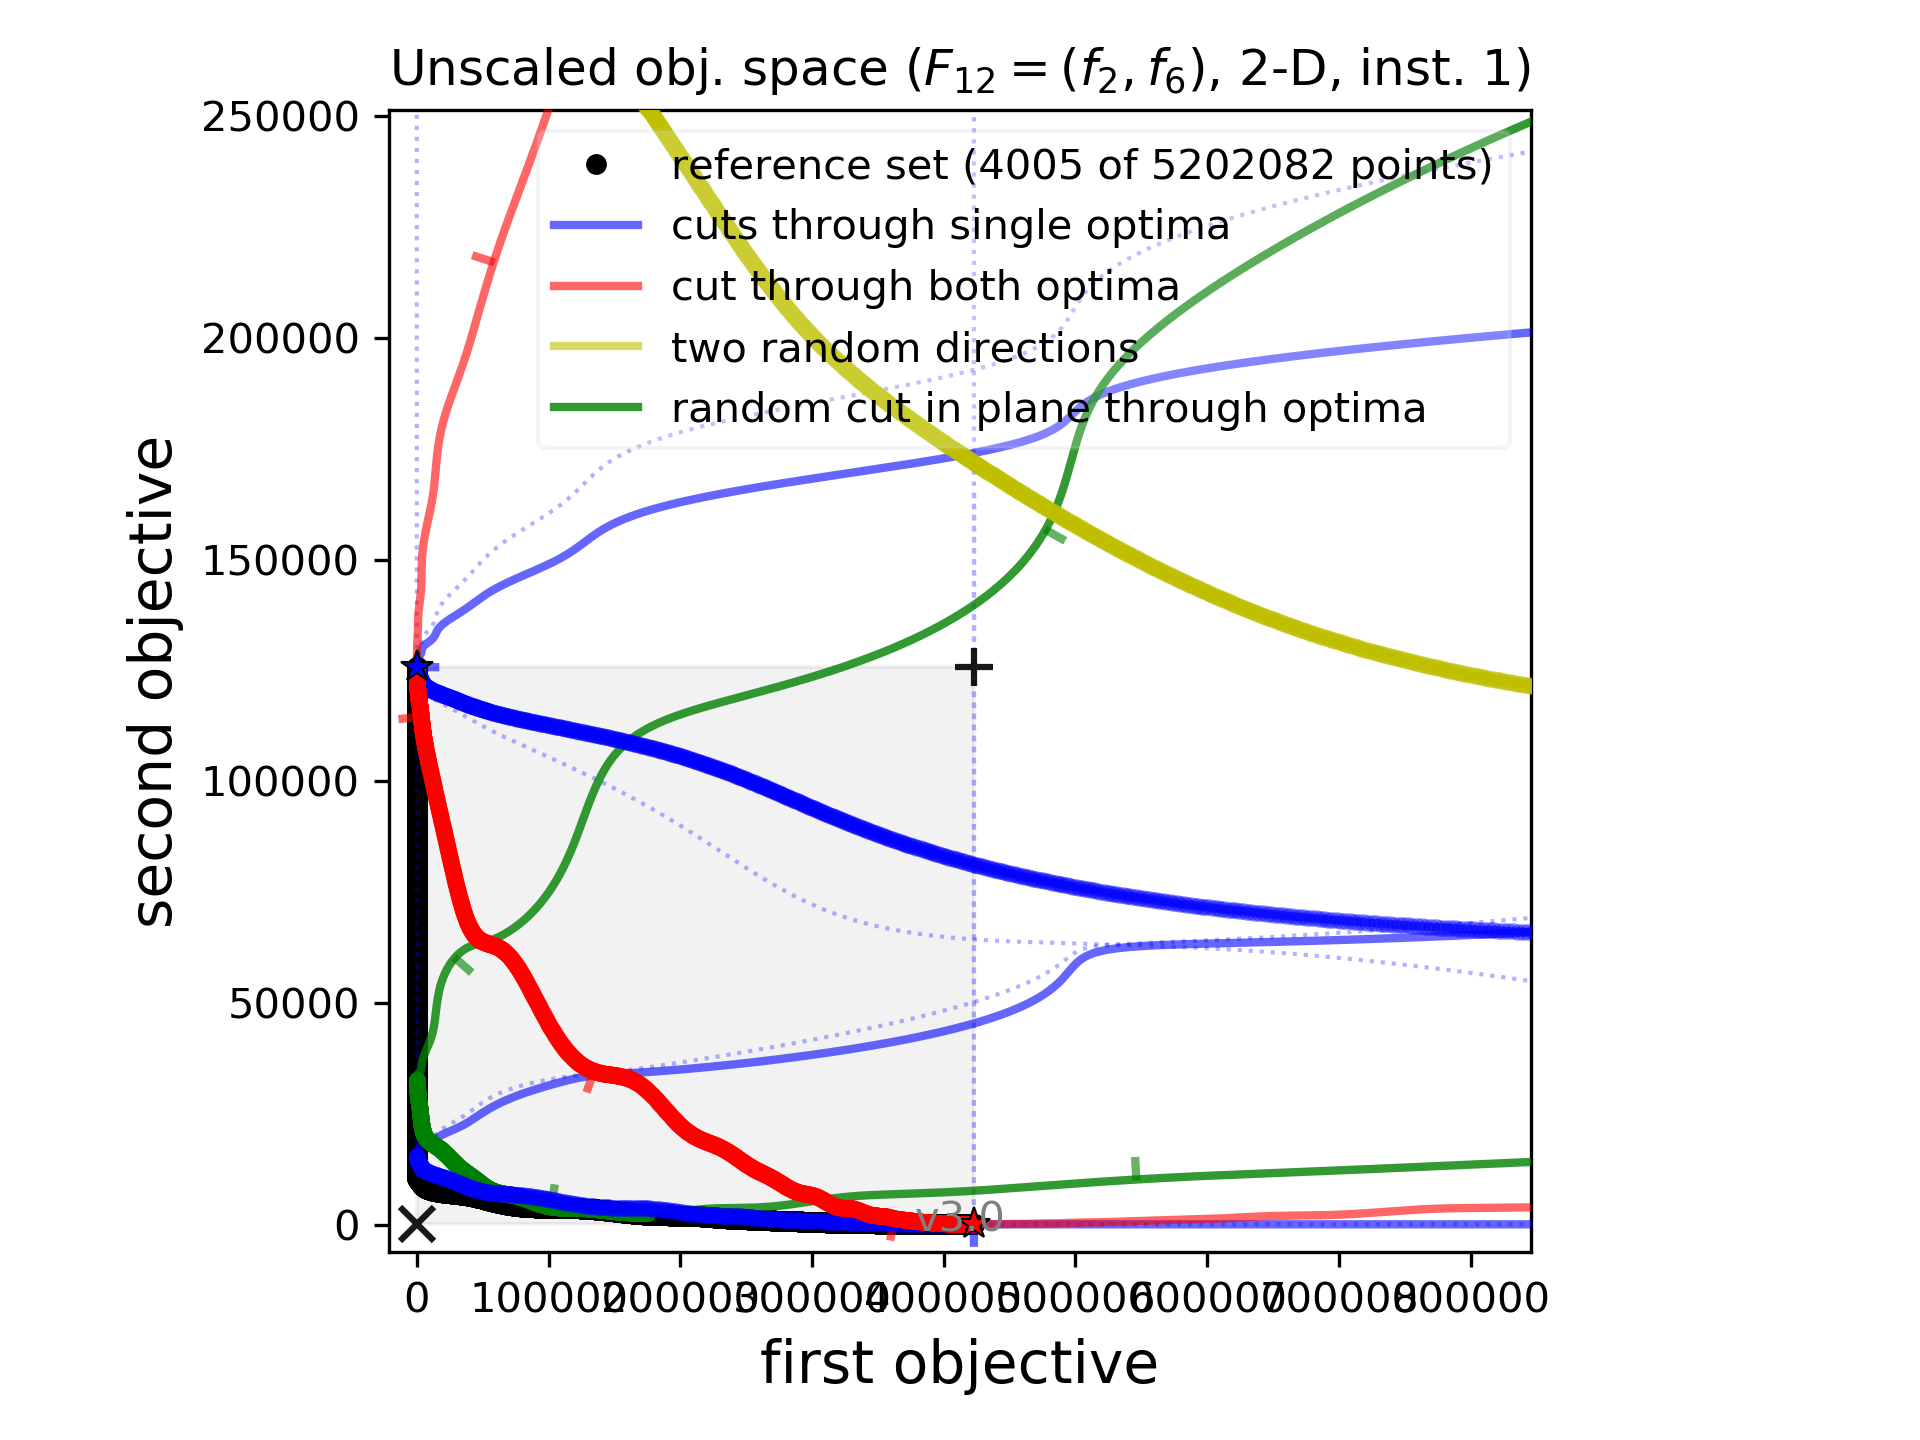 Unscaled obj. space (F₁₂ = (f₂, f₆), 2-D, inst. 1)
250000
200000
150000
100000
50000
0
second objective
reference set (4005 of 5202082 points)
cuts through single optima
cut through both optima
two random directions
random cut in plane through optima
v3.0
0 100000 200000 300000 400000 500000 600000 700000 800000
first objective